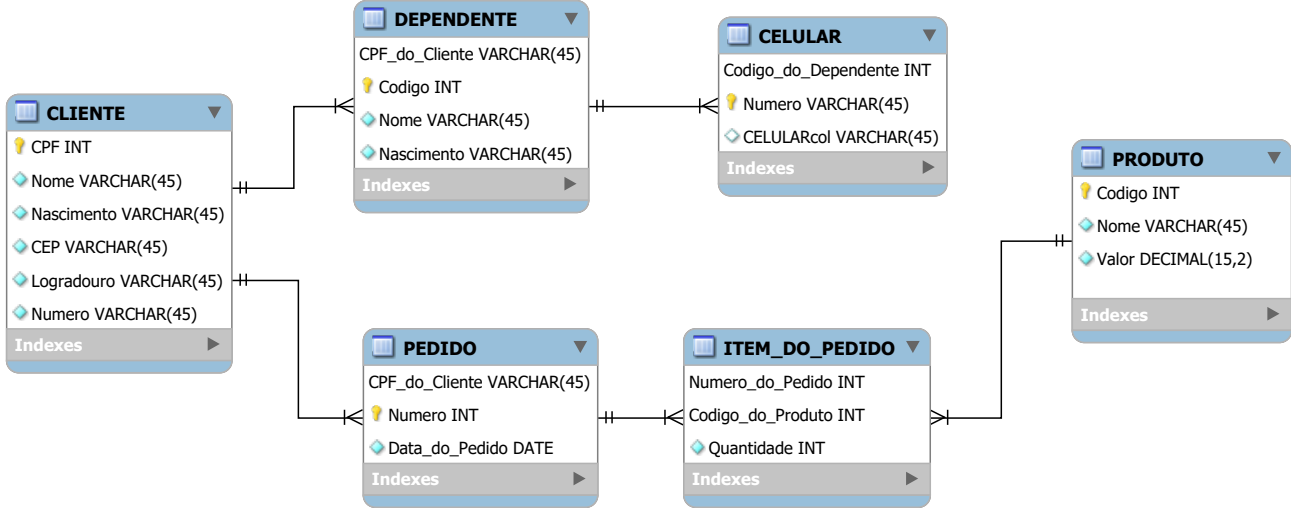 CLIENTE
CPF INT
Nome VARCHAR(45)
Nascimento VARCHAR(45)
CEP VARCHAR(45)
Logradouro VARCHAR(45)
Numero VARCHAR(45)
Indexes
DEPENDENTE
CPF_do_Cliente VARCHAR(45)
Codigo INT
Nome VARCHAR(45)
Nascimento VARCHAR(45)
Indexes
CELULAR
Codigo_do_Dependente INT
Numero VARCHAR(45)
CELULARcol VARCHAR(45)
Indexes
PRODUTO
Codigo INT
Nome VARCHAR(45)
Valor DECIMAL(15,2)
Indexes
PEDIDO
CPF_do_Cliente VARCHAR(45)
Numero INT
Data_do_Pedido DATE
Indexes
ITEM_DO_PEDIDO
Numero_do_Pedido INT
Codigo_do_Produto INT
Quantidade INT
Indexes